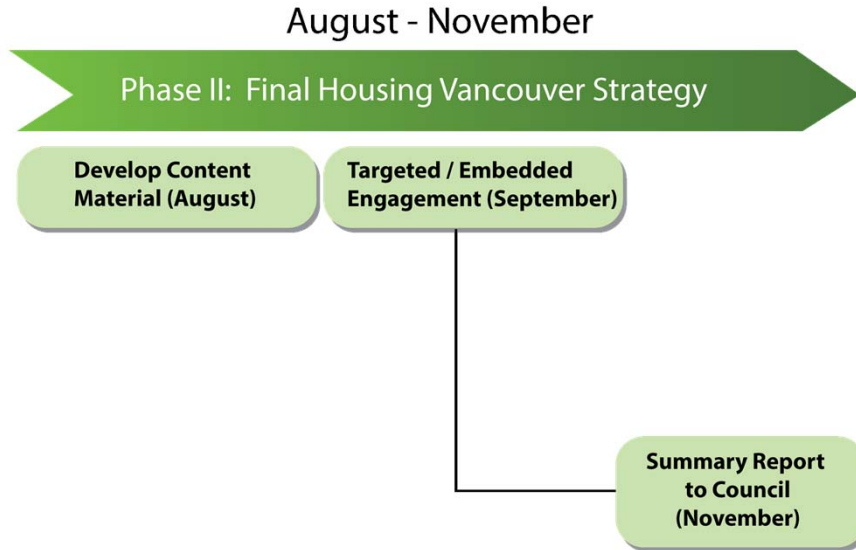 August - November
Phase II: Final Housing Vancouver Strategy
Develop Content
Material (August)
Targeted / Embedded
Engagement (September)
Summary Report
to Council
(November)